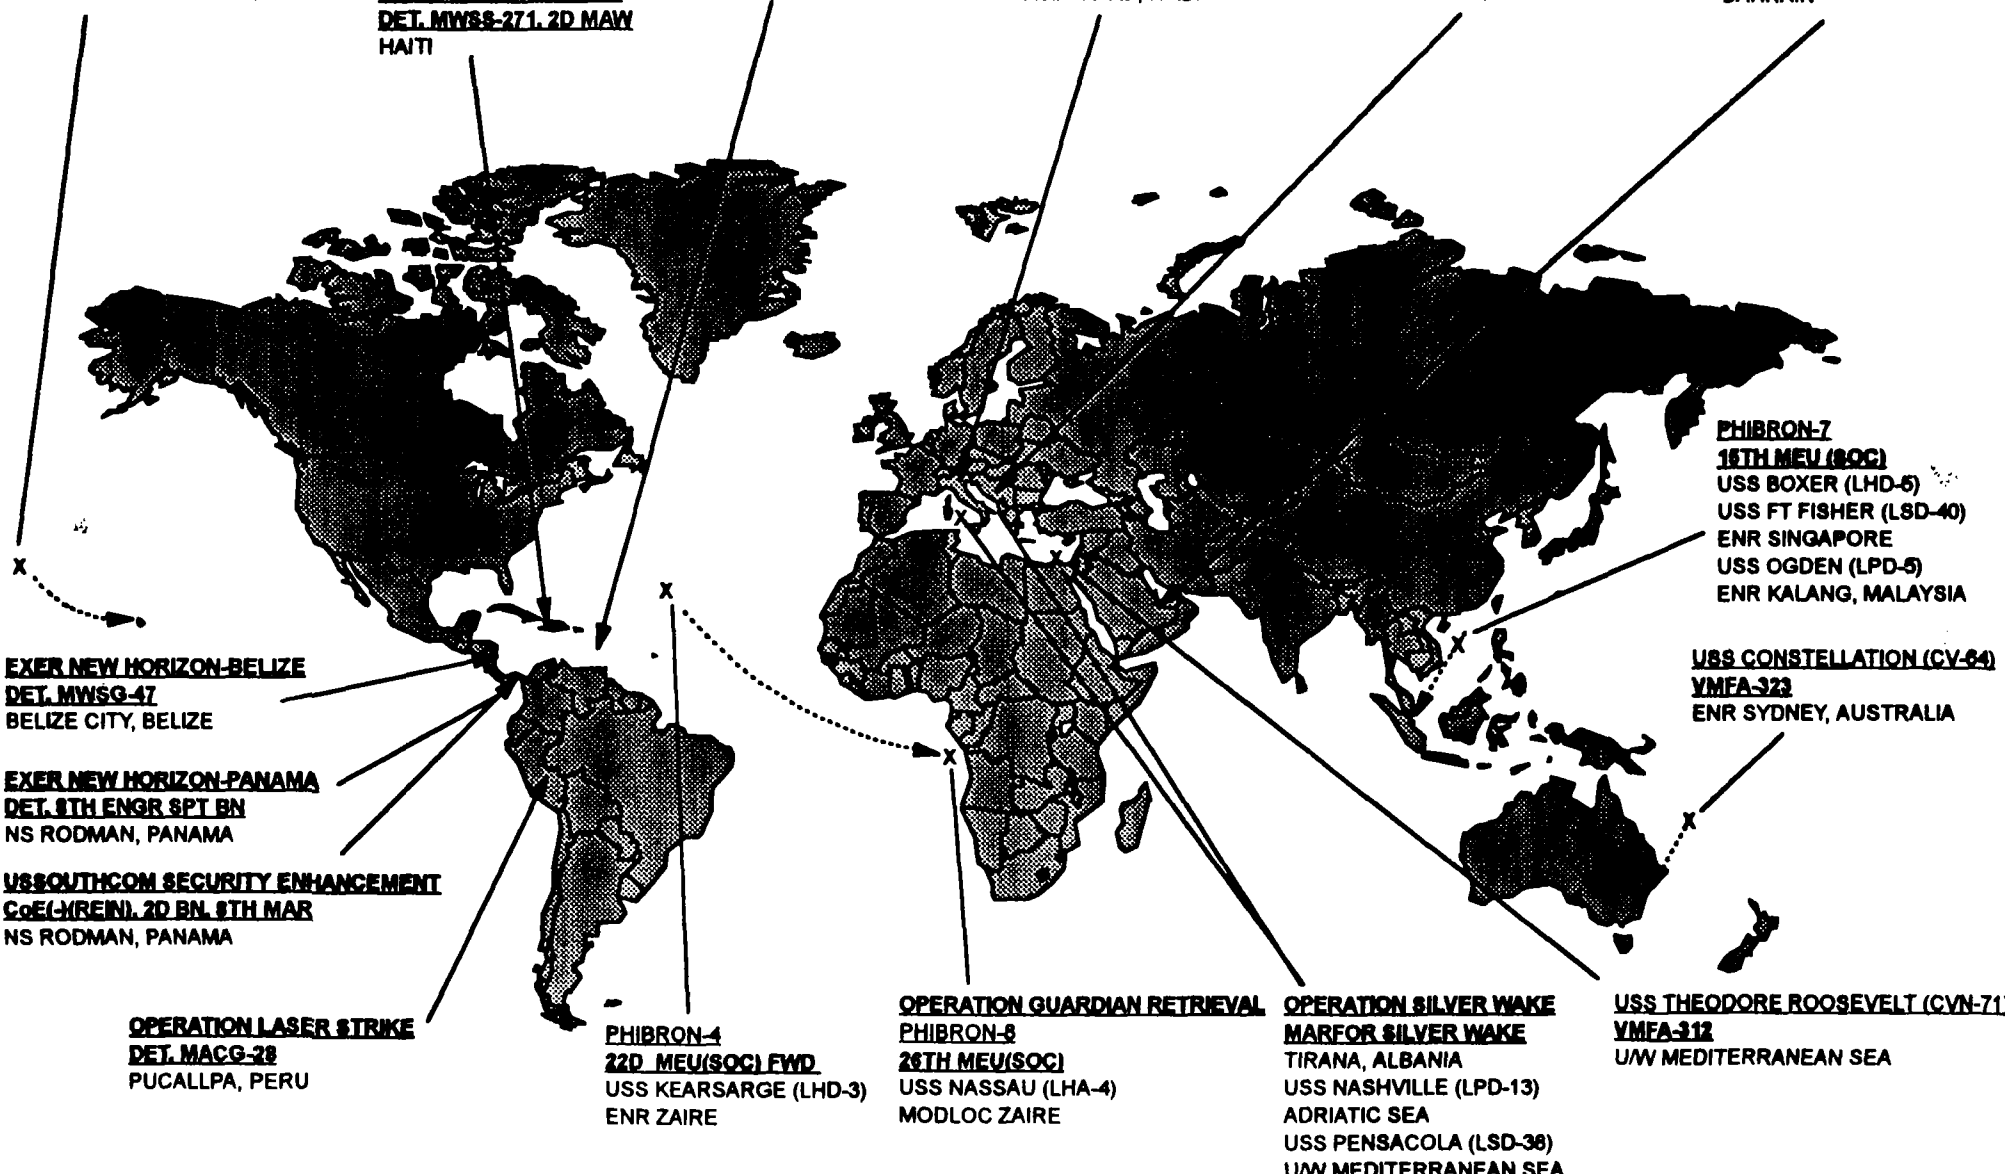 DET. MWSS-271, 2D MAW
HAITI
BAHRAIN
PHIBRON-7
15TH MEU (SOC)
USS BOXER (LHD-5)
USS FT FISHER (LSD-40)
ENR SINGAPORE
USS OGDEN (LPD-5)
ENR KALANG, MALAYSIA
USS CONSTELLATION (CV-64)
VMFA-323
ENR SYDNEY, AUSTRALIA
EXER NEW HORIZON-BELIZE
DET. MWSG-47
BELIZE CITY, BELIZE
EXER NEW HORIZON-PANAMA
DET. 8TH ENGR SPT BN
NS RODMAN, PANAMA
USSOUTHCOM SECURITY ENHANCEMENT
CoE(-)(REIN), 2D BN, 8TH MAR
NS RODMAN, PANAMA
OPERATION LASER STRIKE
DET. MACG-28
PUCALLPA, PERU
PHIBRON-4
22D MEU(SOC) FWD
USS KEARSARGE (LHD-3)
ENR ZAIRE
OPERATION GUARDIAN RETRIEVAL
PHIBRON-8
26TH MEU(SOC)
USS NASSAU (LHA-4)
MODLOC ZAIRE
OPERATION SILVER WAKE
MARFOR SILVER WAKE
TIRANA, ALBANIA
USS NASHVILLE (LPD-13)
ADRIATIC SEA
USS PENSACOLA (LSD-38)
U/W MEDITERRANEAN SEA
USS THEODORE ROOSEVELT (CVN-71)
VMFA-312
U/W MEDITERRANEAN SEA